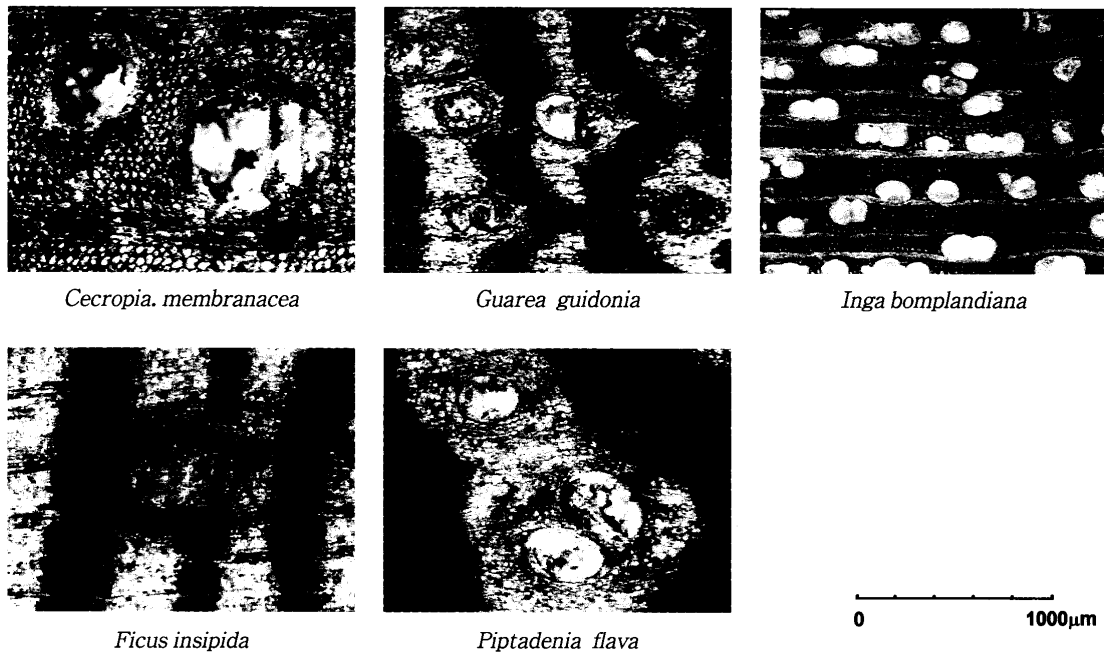 Cecropia. membranacea
Guarea guidonia
Inga bomplandiana
Ficus insipida
Piptadenia flava
0 1000μm